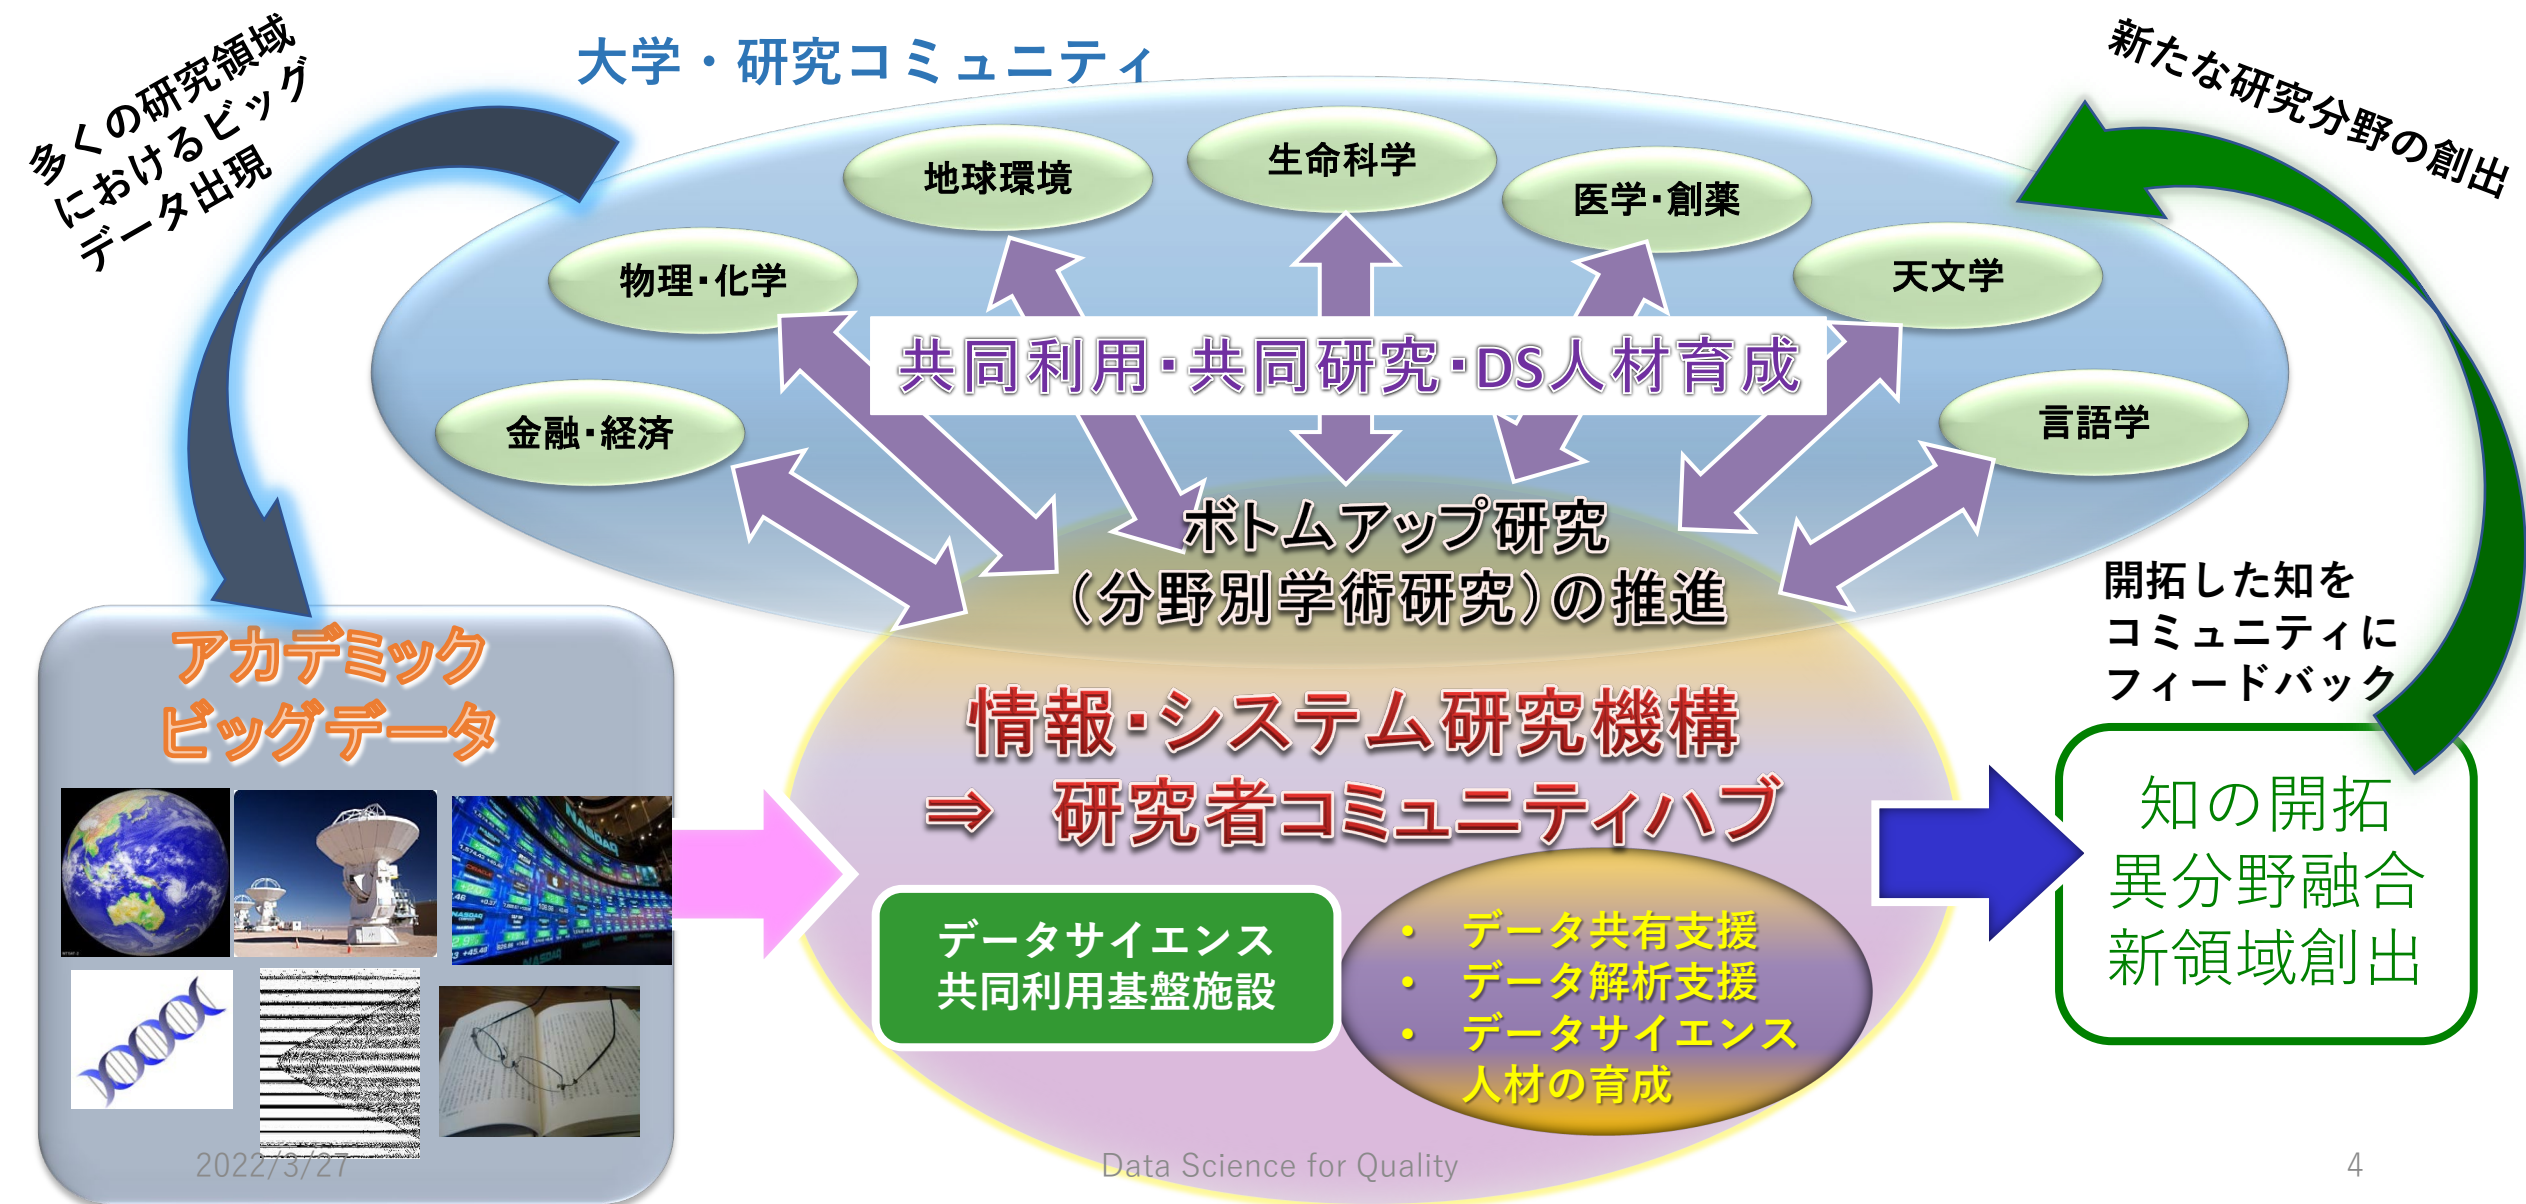 大学・研究コミュニティ
多くの研究領域
におけるビッグ
データ出現
新たな研究分野の創出
地球環境
生命科学
医学・創薬
物理・化学
天文学
金融・経済
言語学
共同利用・共同研究・DS人材育成
ボトムアップ研究
（分野別学術研究）の推進
開拓した知を
コミュニティに
フィードバック
アカデミック
ビッグデータ
情報・システム研究機構
⇒ 研究者コミュニティハブ
データサイエンス
共同利用基盤施設
• データ共有支援
• データ解析支援
• データサイエンス
人材の育成
知の開拓
異分野融合
新領域創出
NASDAQ
NASDAQ
NASDAQ
2022/3/27
Data Science for Quality
4